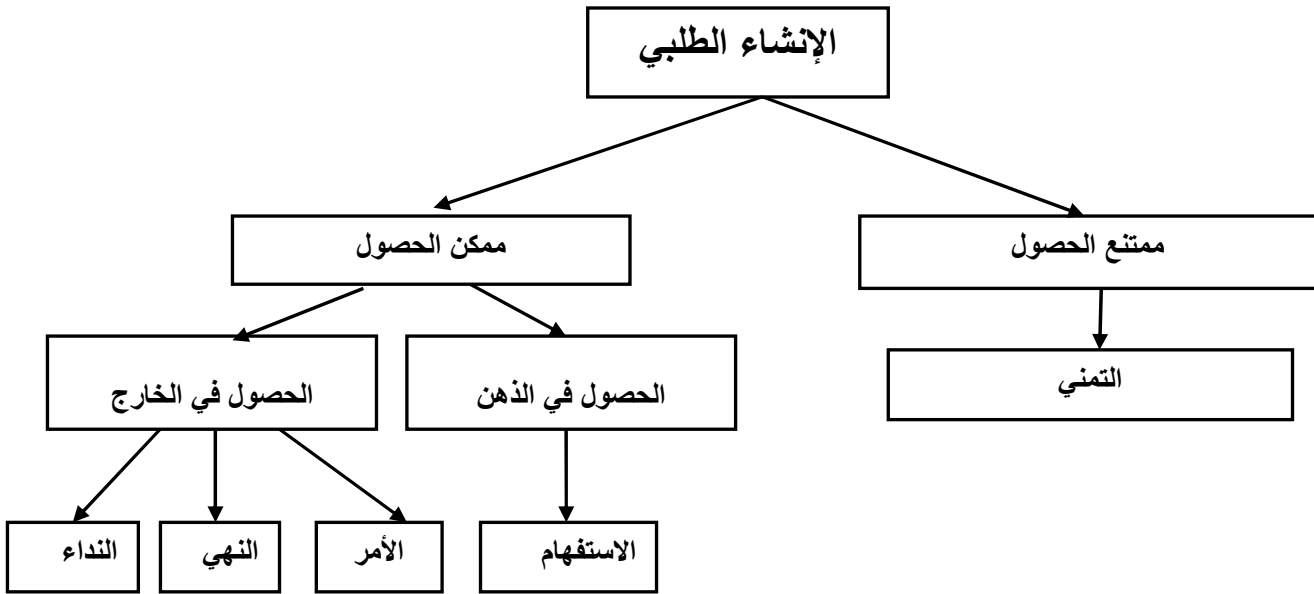 الإنشاء الطلبي
ممتنع الحصول
ممكن الحصول
التمني
الحصول في الذهن
الحصول في الخارج
الاستفهام
الأمر
النهي
النداء